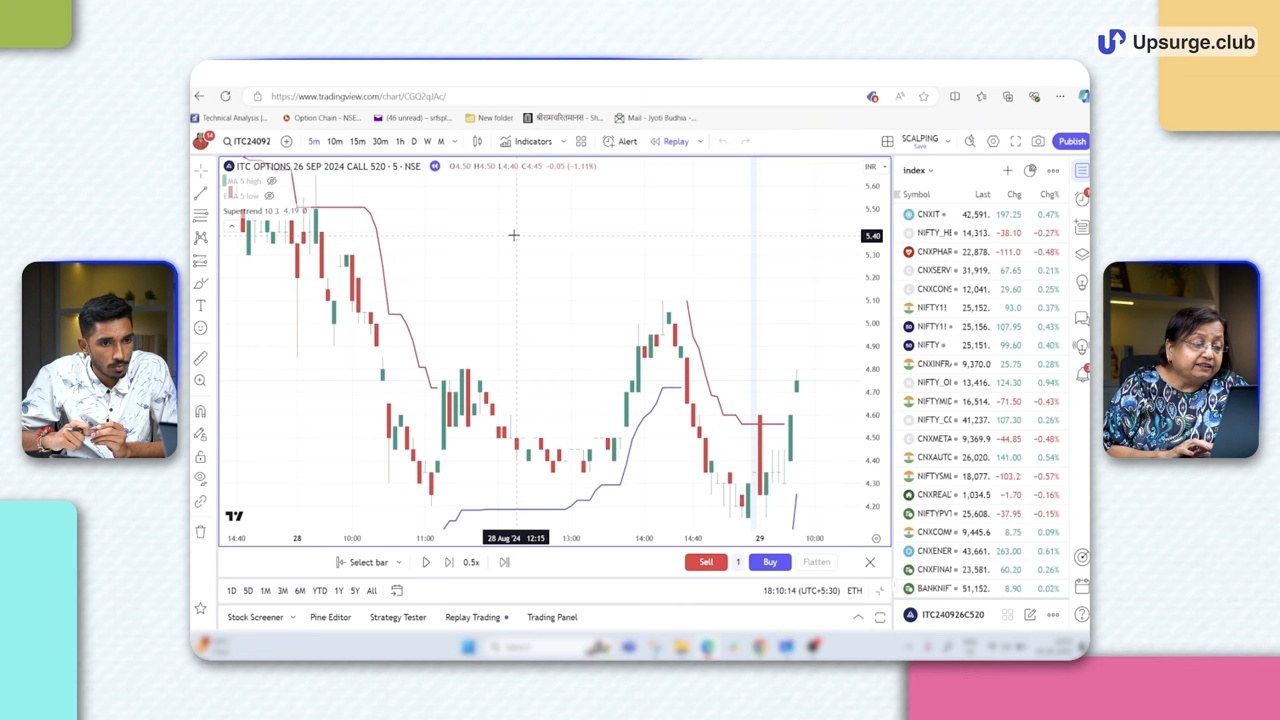 Upsurge.club
https://www.tradingview.com/chart/CGQ2qJAc/
Technical Analysis |...
Option Chain - NSE...
(46 unread) - srfspl...
New folder
श्रीरामचरितमानस - Sh...
Mail - Jyoti Budhia -...
14
ITC24092
5m 10m 15m 30m 1h D W M
Indicators
Alert
Replay
SCALPING
Save
Publish
ITC OPTIONS 26 SEP 2024 CALL 520 · 5 · NSE
O4.50 H4.50 L4.40 C4.45 -0.05 (-1.11%)
INR
EMA 5 high
EMA 5 low
Supertrend 10 3 4.19 0
5.60
5.50
5.40
5.30
5.20
5.10
5.00
4.90
4.80
4.70
4.60
4.50
4.40
4.30
4.20
14:40 28 10:00 11:00 28 Aug '24 12:15 13:00 14:00 14:40 29 10:00
Select bar
0.5x
Sell 1 Buy Flatten
1D 5D 1M 3M 6M YTD 1Y 5Y All
18:10:14 (UTC+5:30) ETH
Stock Screener Pine Editor Strategy Tester Replay Trading Trading Panel
index
Symbol Last Chg Chg%
CNXIT 42,591. 197.25 0.47%
NIFTY_HE 14,313. -38.10 -0.27%
CNXPHAR 22,878. -111.0 -0.48%
CNXSERV 31,919. 67.65 0.21%
CNXCONS 12,041. 29.60 0.25%
NIFTY1! 25,152. 93.0 0.37%
NIFTY1! 25,156. 107.95 0.43%
NIFTY 25,151. 99.60 0.40%
CNXINFRA 9,370.0 25.75 0.28%
NIFTY_OI 13,416. 124.30 0.94%
NIFTYMID 16,514. -71.50 -0.43%
NIFTY_CC 41,237. 107.30 0.26%
CNXMETA 9,369.9 -44.85 -0.48%
CNXAUTC 26,020. 141.00 0.54%
NIFTYSML 18,077. -103.2 -0.57%
CNXREAL 1,034.5 -1.70 -0.16%
NIFTYPVT 25,608. -37.95 -0.15%
CNXCOM 9,445.6 8.75 0.09%
CNXENER 43,661. 263.00 0.61%
CNXFINAI 23,581. 60.20 0.26%
BANKNIFT 51,152. 8.90 0.02%
ITC240926C520